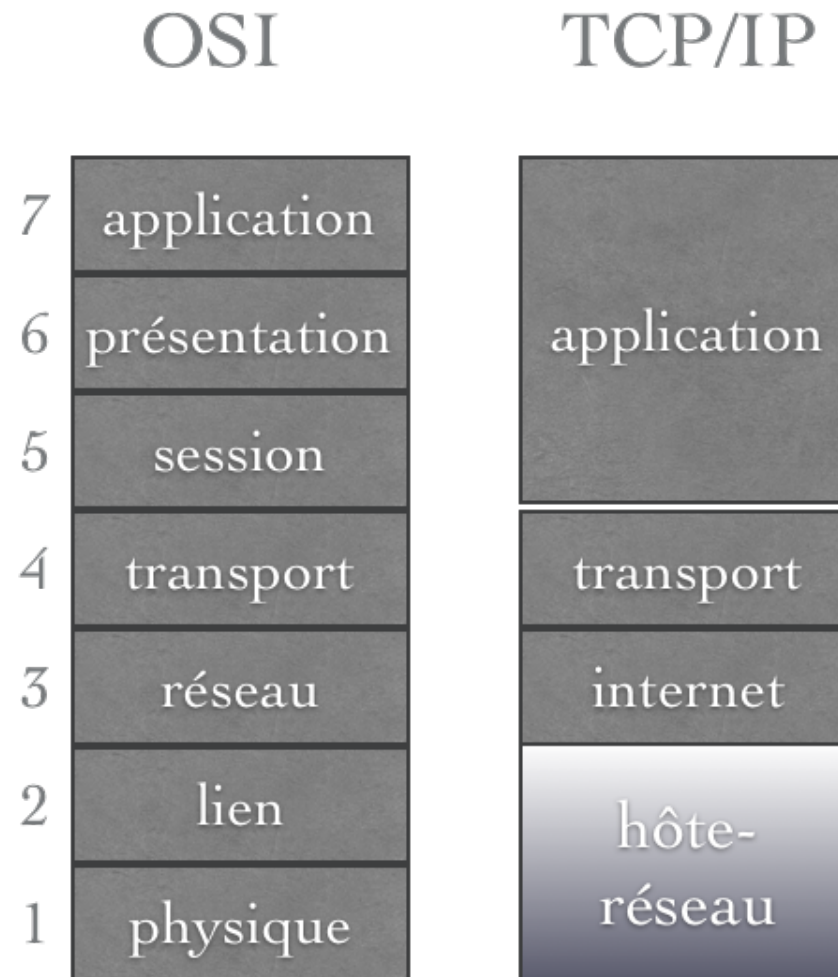 OSI
TCP/IP
7
application
6
présentation
5
session
4
transport
3
réseau
2
lien
1
physique
application
transport
internet
hôte-
réseau